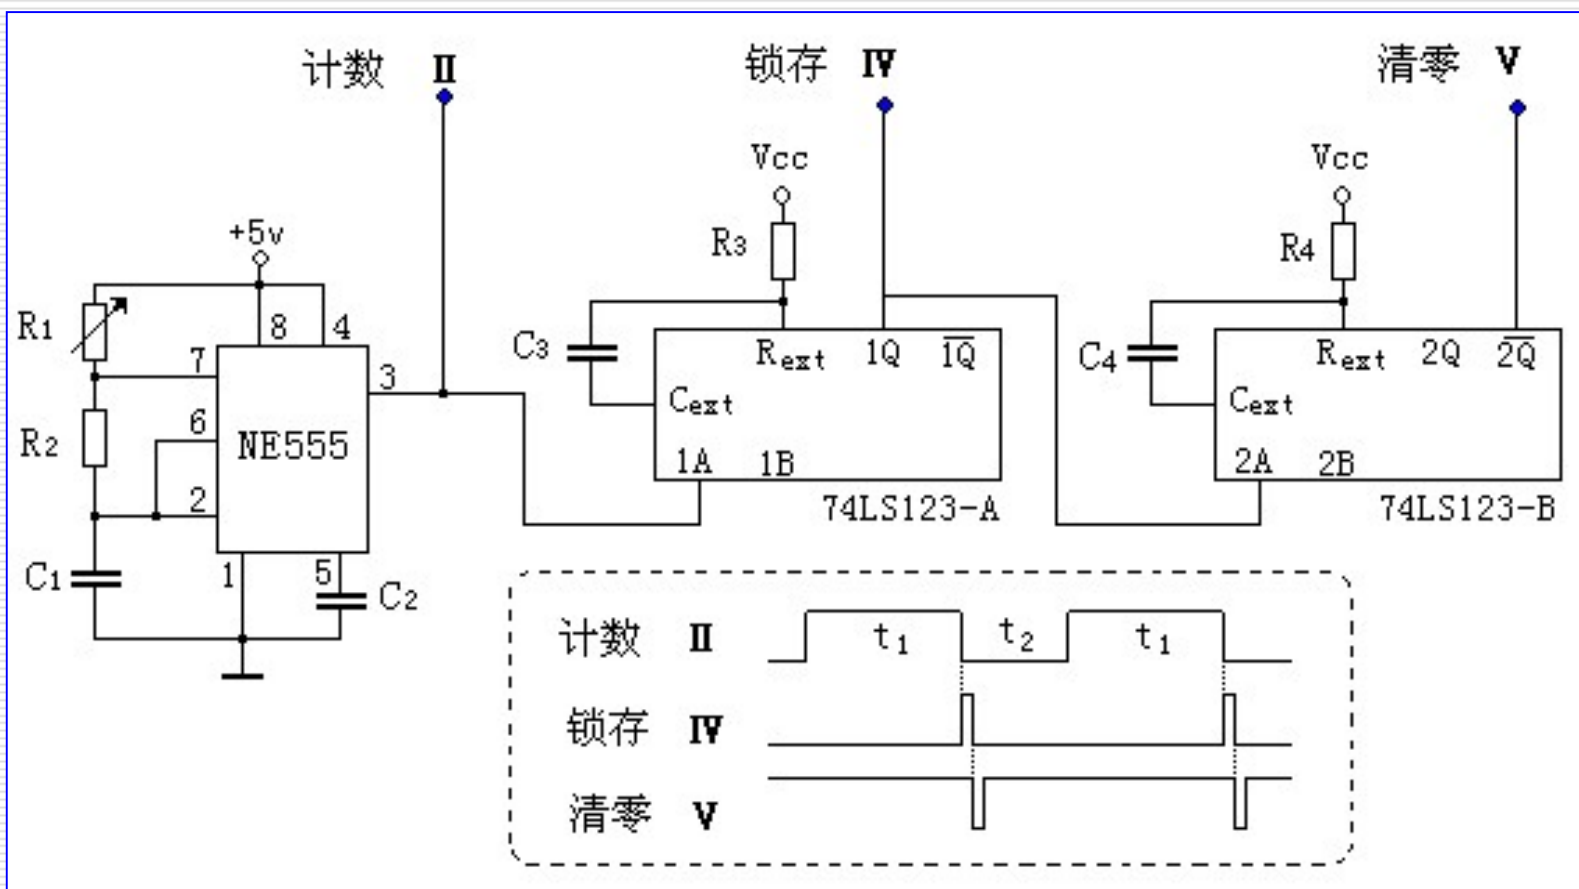 计数 II
锁存 IV
清零 V
Vcc
Vcc
R3
R4
+5v
R1
8
4
7
3
C3
Rext
1Q
1Q̅
C4
Rext
2Q
2Q̅
Cext
Cext
R2
6
NE555
2
1A
1B
2A
2B
74LS123-A
74LS123-B
C1
1
5
C2
计数 II
t1
t2
t1
锁存 IV
清零 V